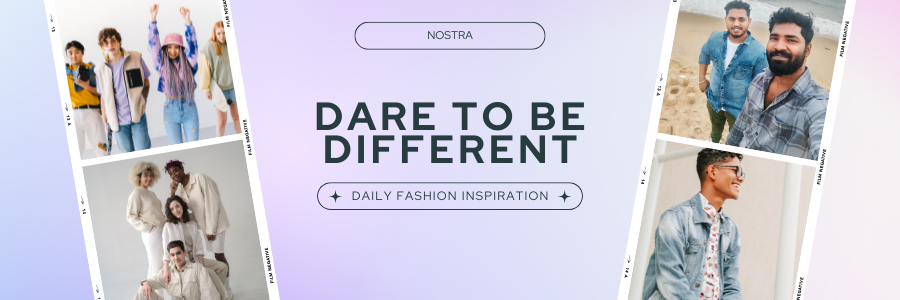 NOSTRA
DARE TO BE
DIFFERENT
DAILY FASHION INSPIRATION
FILM NEGATIVE
FILM NEGATIVE
FILM NEGATIVE
FILM NEGATIVE
FILM NEGATIVE